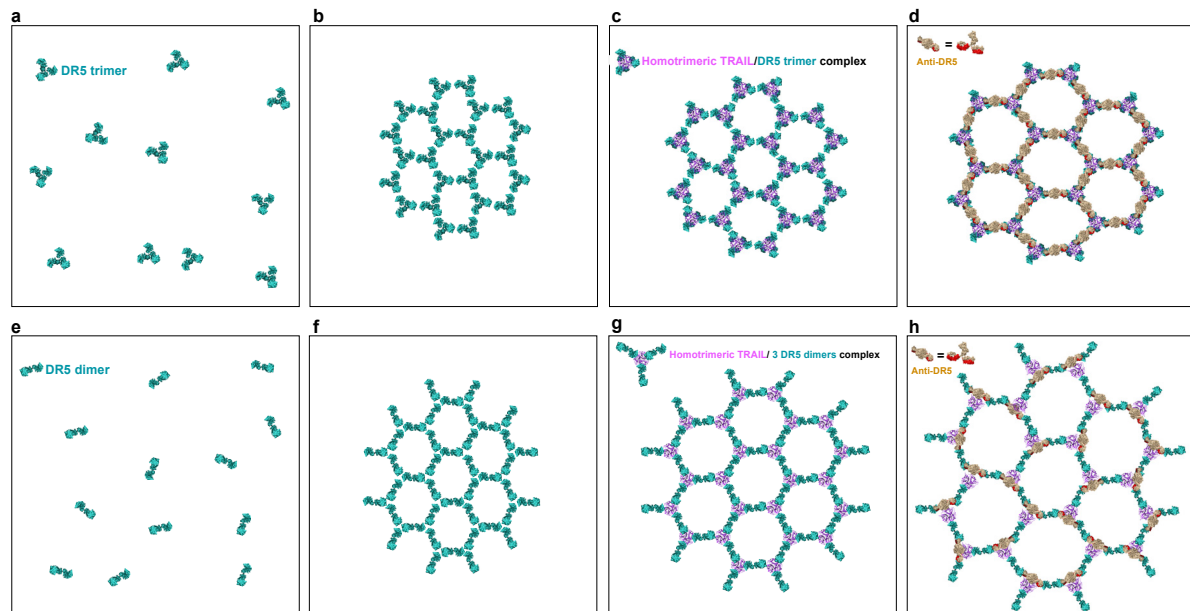 a
b
c
d
DR5 trimer
Homotrimeric TRAIL/DR5 trimer complex
=
Anti-DR5
e
f
g
h
DR5 dimer
Homotrimeric TRAIL/ 3 DR5 dimers complex
=
Anti-DR5